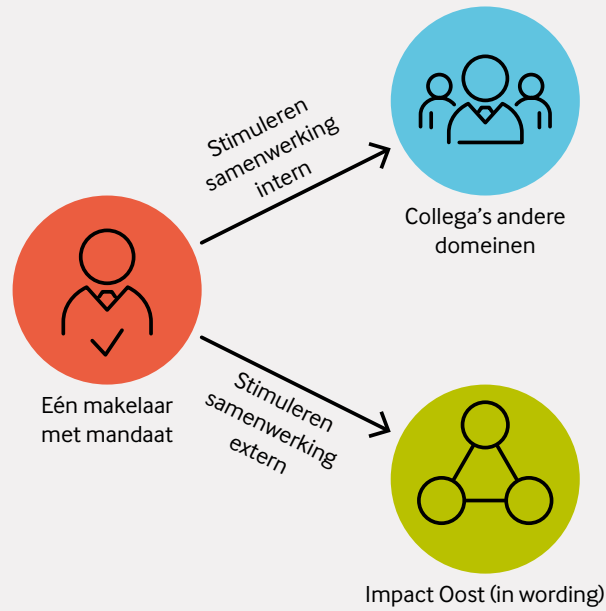 Stimuleren
samenwerking
intern
Collega's andere
domeinen
Eén makelaar
met mandaat
Stimuleren
samenwerking
extern
Impact Oost (in wording)